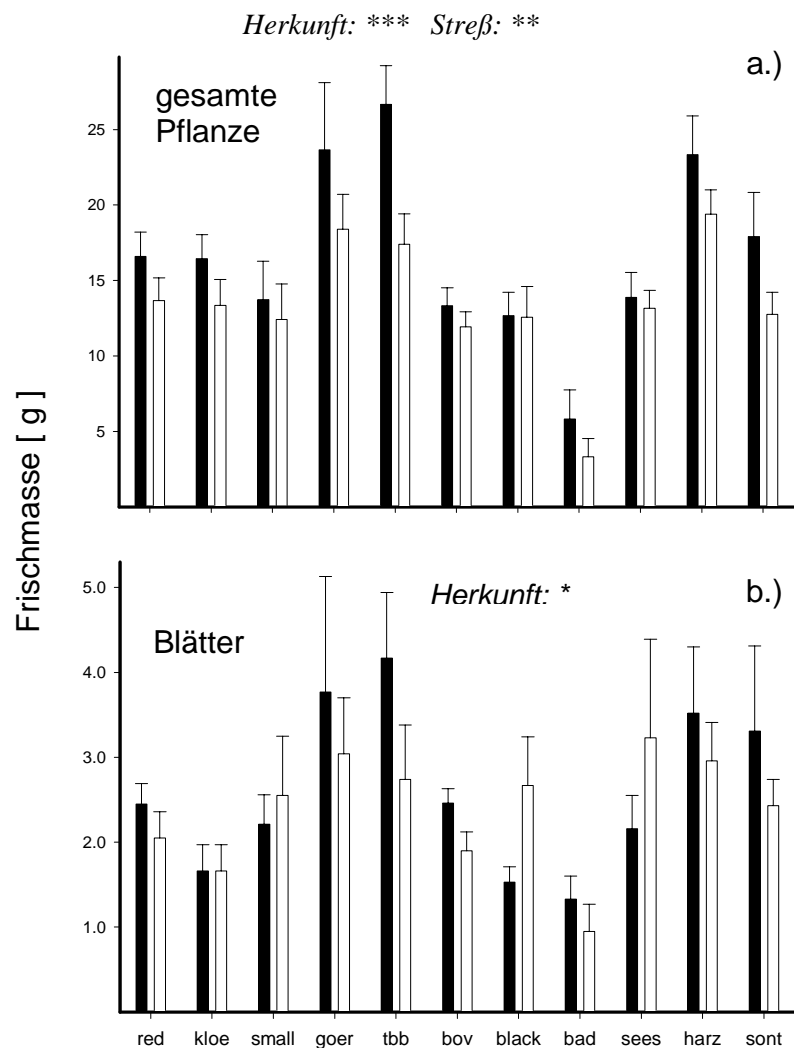 Herkunft: *** Streß: **
a.)
gesamte
Pflanze
25
20
15
10
5
Frischmasse [ g ]
b.)
Herkunft: *
Blätter
5.0
4.0
3.0
2.0
1.0
red kloe small goer tbb bov black bad sees harz sont